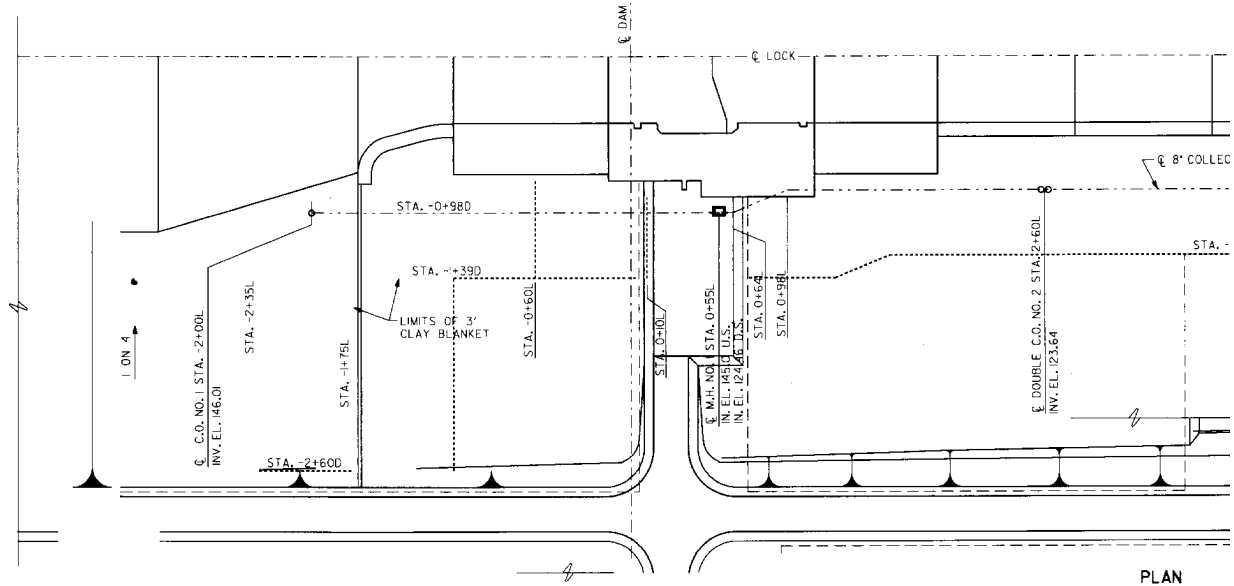 ℄ DAM
℄ LOCK
℄ 8' COLLEC
STA. -0+98D
STA. -
STA. -1+39D
LIMITS OF 3'
CLAY BLANKET
1 ON 4
℄ C.O. NO. 1 STA. -2+00L
INV. EL. 146.01
STA. -2+35L
STA. -1+75L
STA. -0+60L
STA. 0+10L
℄ M.H. NO. 1 STA. 0+55L
IN. EL. 145.0 U.S.
IN. EL. 124.16 D.S.
STA. 0+64L
STA. 0+98L
℄ DOUBLE C.O. NO. 2 STA. 2+60L
INV. EL. 123.64
STA. -2+60D
PLAN